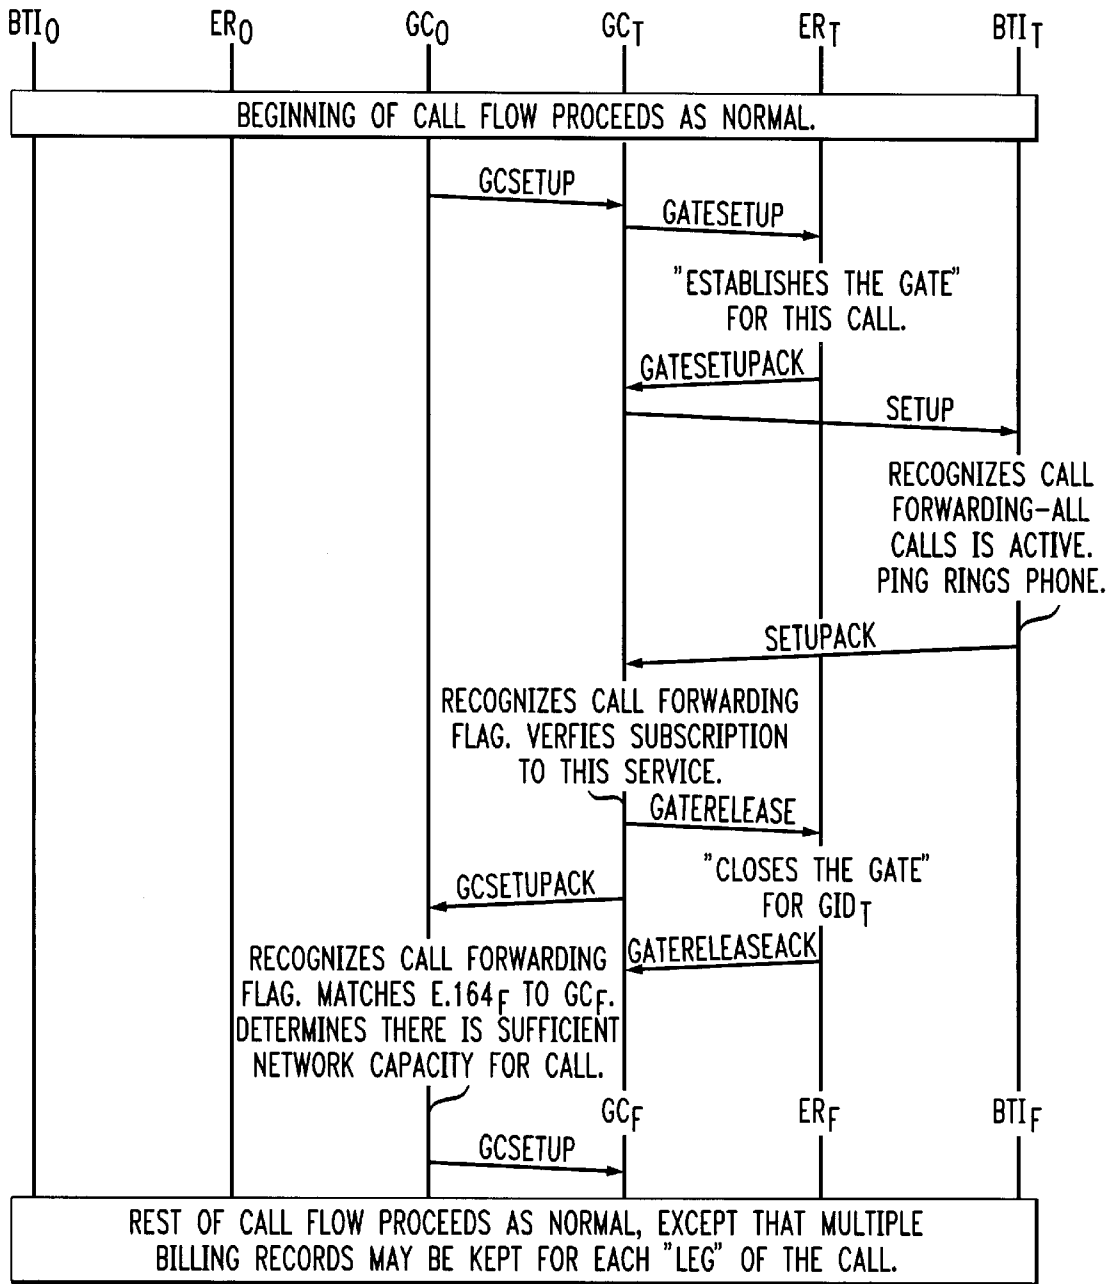 BTIO ERO GCO GCT ERT BTIT
BEGINNING OF CALL FLOW PROCEEDS AS NORMAL.
GCSETUP
GATESETUP
"ESTABLISHES THE GATE"
FOR THIS CALL.
GATESETUPACK
SETUP
RECOGNIZES CALL
FORWARDING-ALL
CALLS IS ACTIVE.
PING RINGS PHONE.
SETUPACK
RECOGNIZES CALL FORWARDING
FLAG. VERFIES SUBSCRIPTION
TO THIS SERVICE.
GATERELEASE
"CLOSES THE GATE"
FOR GIDT
GCSETUPACK
GATERELEASEACK
RECOGNIZES CALL FORWARDING
FLAG. MATCHES E.164F TO GCF.
DETERMINES THERE IS SUFFICIENT
NETWORK CAPACITY FOR CALL.
GCF ERF BTIF
GCSETUP
REST OF CALL FLOW PROCEEDS AS NORMAL, EXCEPT THAT MULTIPLE
BILLING RECORDS MAY BE KEPT FOR EACH "LEG" OF THE CALL.